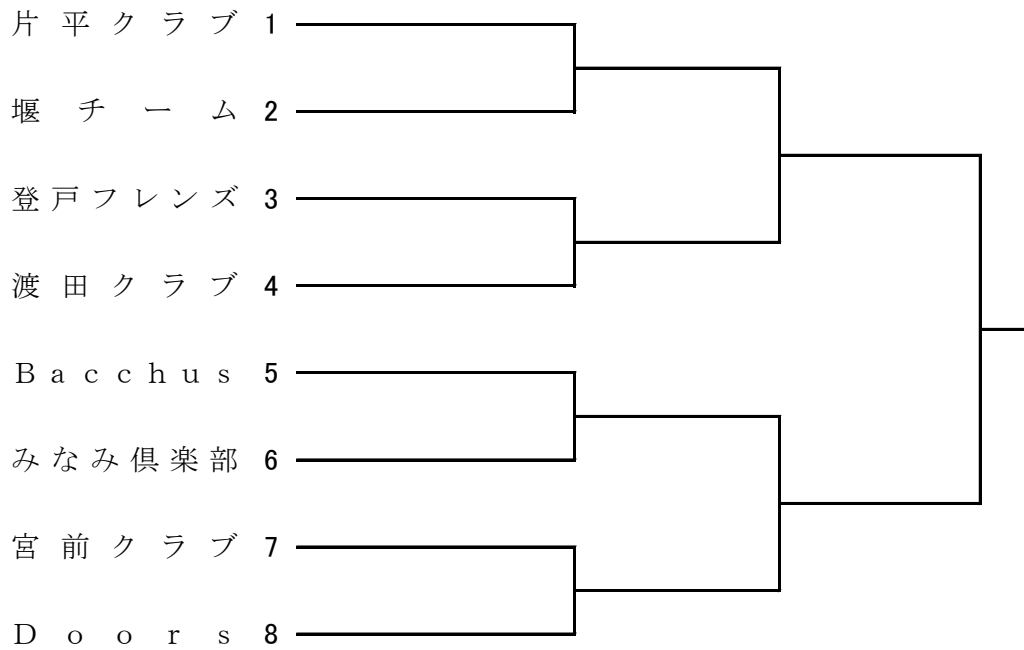 片平クラブ 1
堰チーム 2
登戸フレンズ 3
渡田クラブ 4
Ｂａｃｃｈｕｓ 5
みなみ倶楽部 6
宮前クラブ 7
Ｄｏｏｒｓ 8